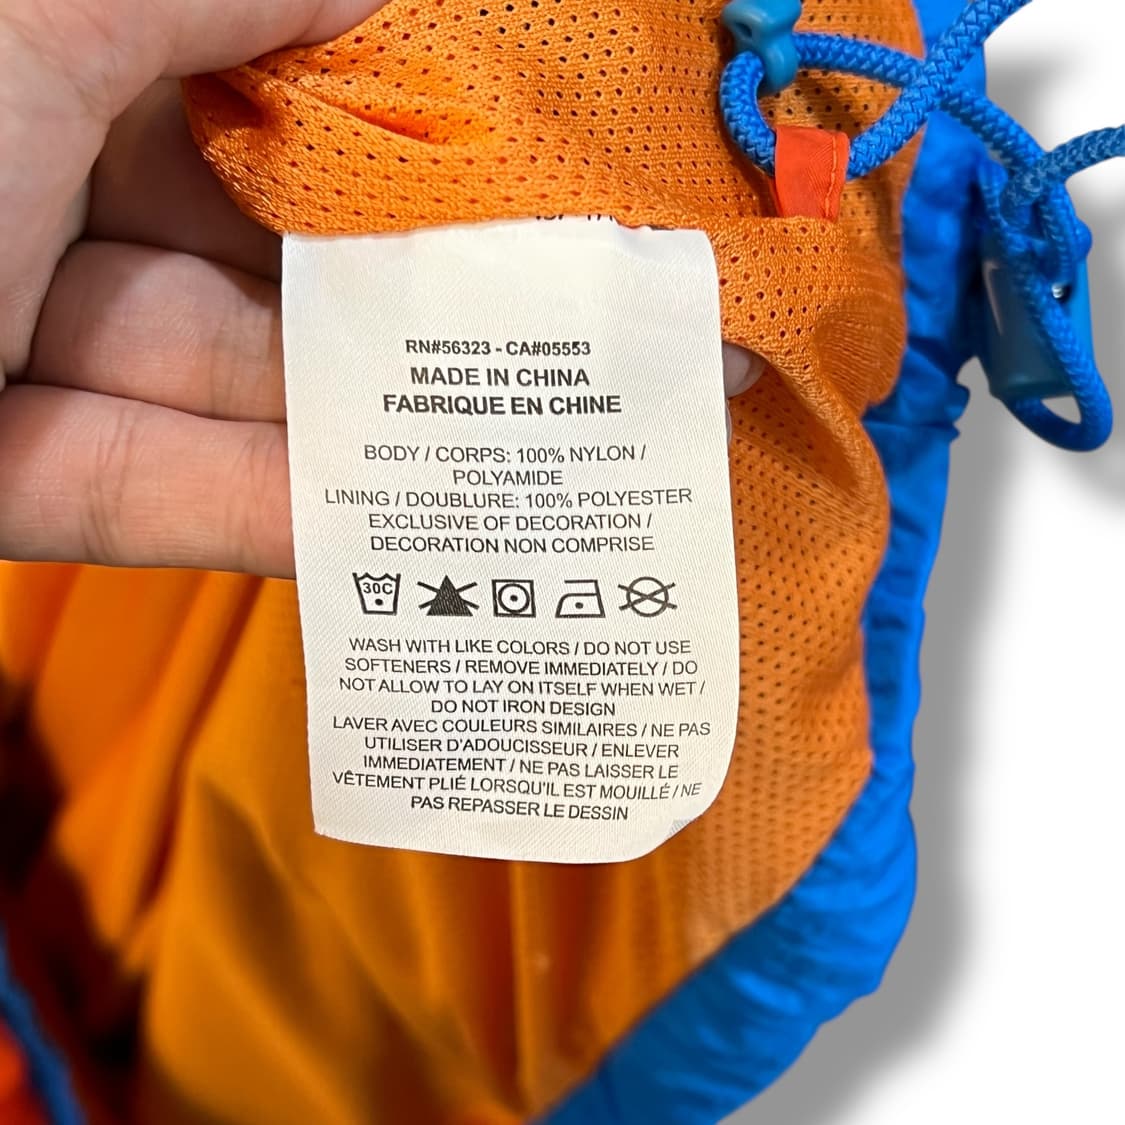 RN#56323 - CA#05553
MADE IN CHINA
FABRIQUE EN CHINE
BODY / CORPS: 100% NYLON /
POLYAMIDE
LINING / DOUBLURE: 100% POLYESTER
EXCLUSIVE OF DECORATION /
DECORATION NON COMPRISE
30C
WASH WITH LIKE COLORS / DO NOT USE
SOFTENERS / REMOVE IMMEDIATELY / DO
NOT ALLOW TO LAY ON ITSELF WHEN WET /
DO NOT IRON DESIGN
LAVER AVEC COULEURS SIMILAIRES / NE PAS
UTILISER D'ADOUCISSEUR / ENLEVER
IMMEDIATEMENT / NE PAS LAISSER LE
VÊTEMENT PLIÉ LORSQU'IL EST MOUILLÉ / NE
PAS REPASSER LE DESSIN